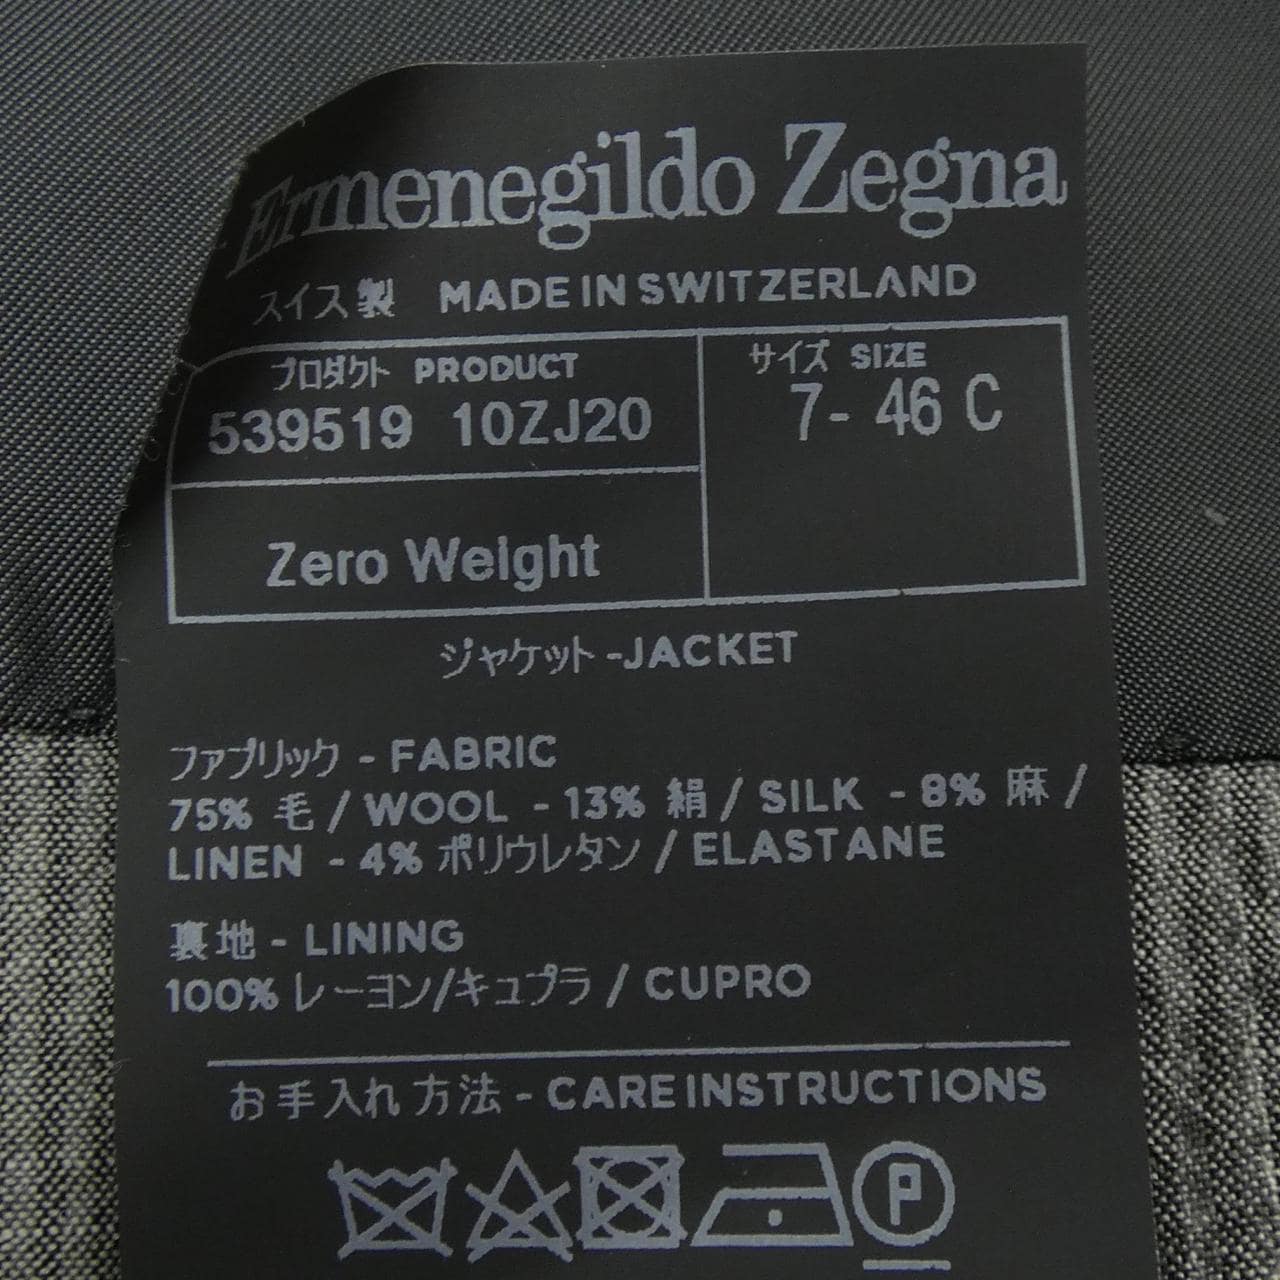 Ermenegildo Zegna
スイス製 MADE IN SWITZERLAND
プロダクト PRODUCT
539519 10ZJ20
サイズ SIZE
7- 46 C
Zero Weight
ジャケット -JACKET
ファブリック - FABRIC
75% 毛 / WOOL - 13% 絹 / SILK - 8% 麻 /
LINEN - 4% ポリウレタン / ELASTANE
裏地 - LINING
100% レーヨン/キュプラ / CUPRO
お手入れ方法 - CARE INSTRUCTIONS
P